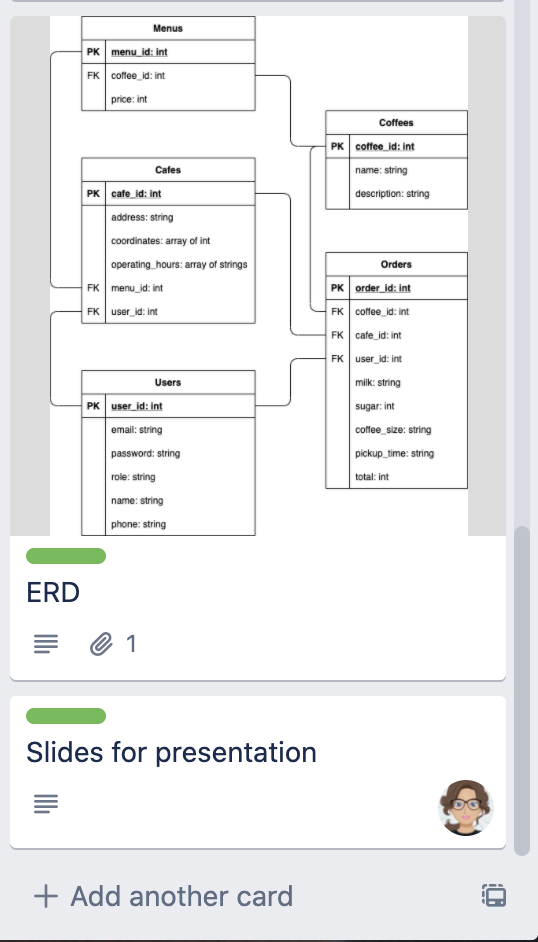 Menus
PK menu_id: int
FK coffee_id: int
price: int
Coffees
PK coffee_id: int
name: string
description: string
Cafes
PK cafe_id: int
address: string
coordinates: array of int
operating_hours: array of strings
FK menu_id: int
FK user_id: int
Orders
PK order_id: int
FK coffee_id: int
FK cafe_id: int
FK user_id: int
milk: string
sugar: int
coffee_size: string
pickup_time: string
total: int
Users
PK user_id: int
email: string
password: string
role: string
name: string
phone: string
ERD
1
Slides for presentation
+ Add another card